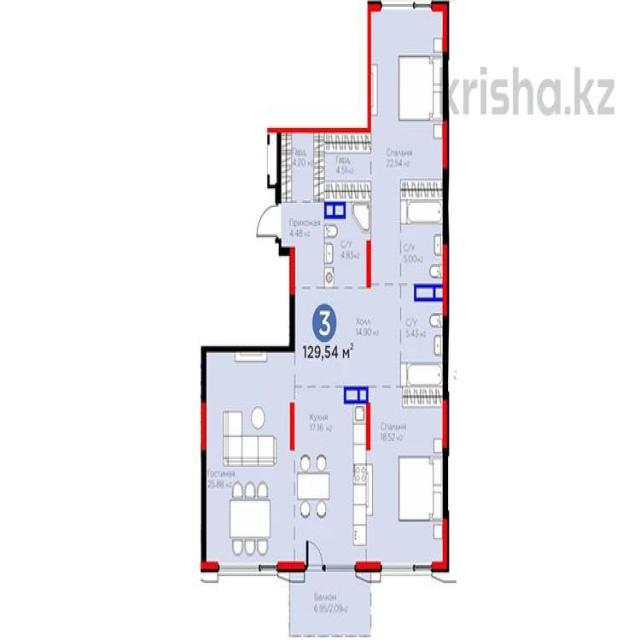 krisha.kz
Гард.
4.20 м2
Гард.
4.51 м2
Спальня
22.54 м2
Прихожая
4.48 м2
С/У
4.83 м2
С/У
5.00 м2
3
129,54 м2
Холл
14.90 м2
С/У
5.43 м2
Кухня
17.16 м2
Спальня
18.52 м2
Гостиная
25.88 м2
Балкон
6.95/2.09 м2